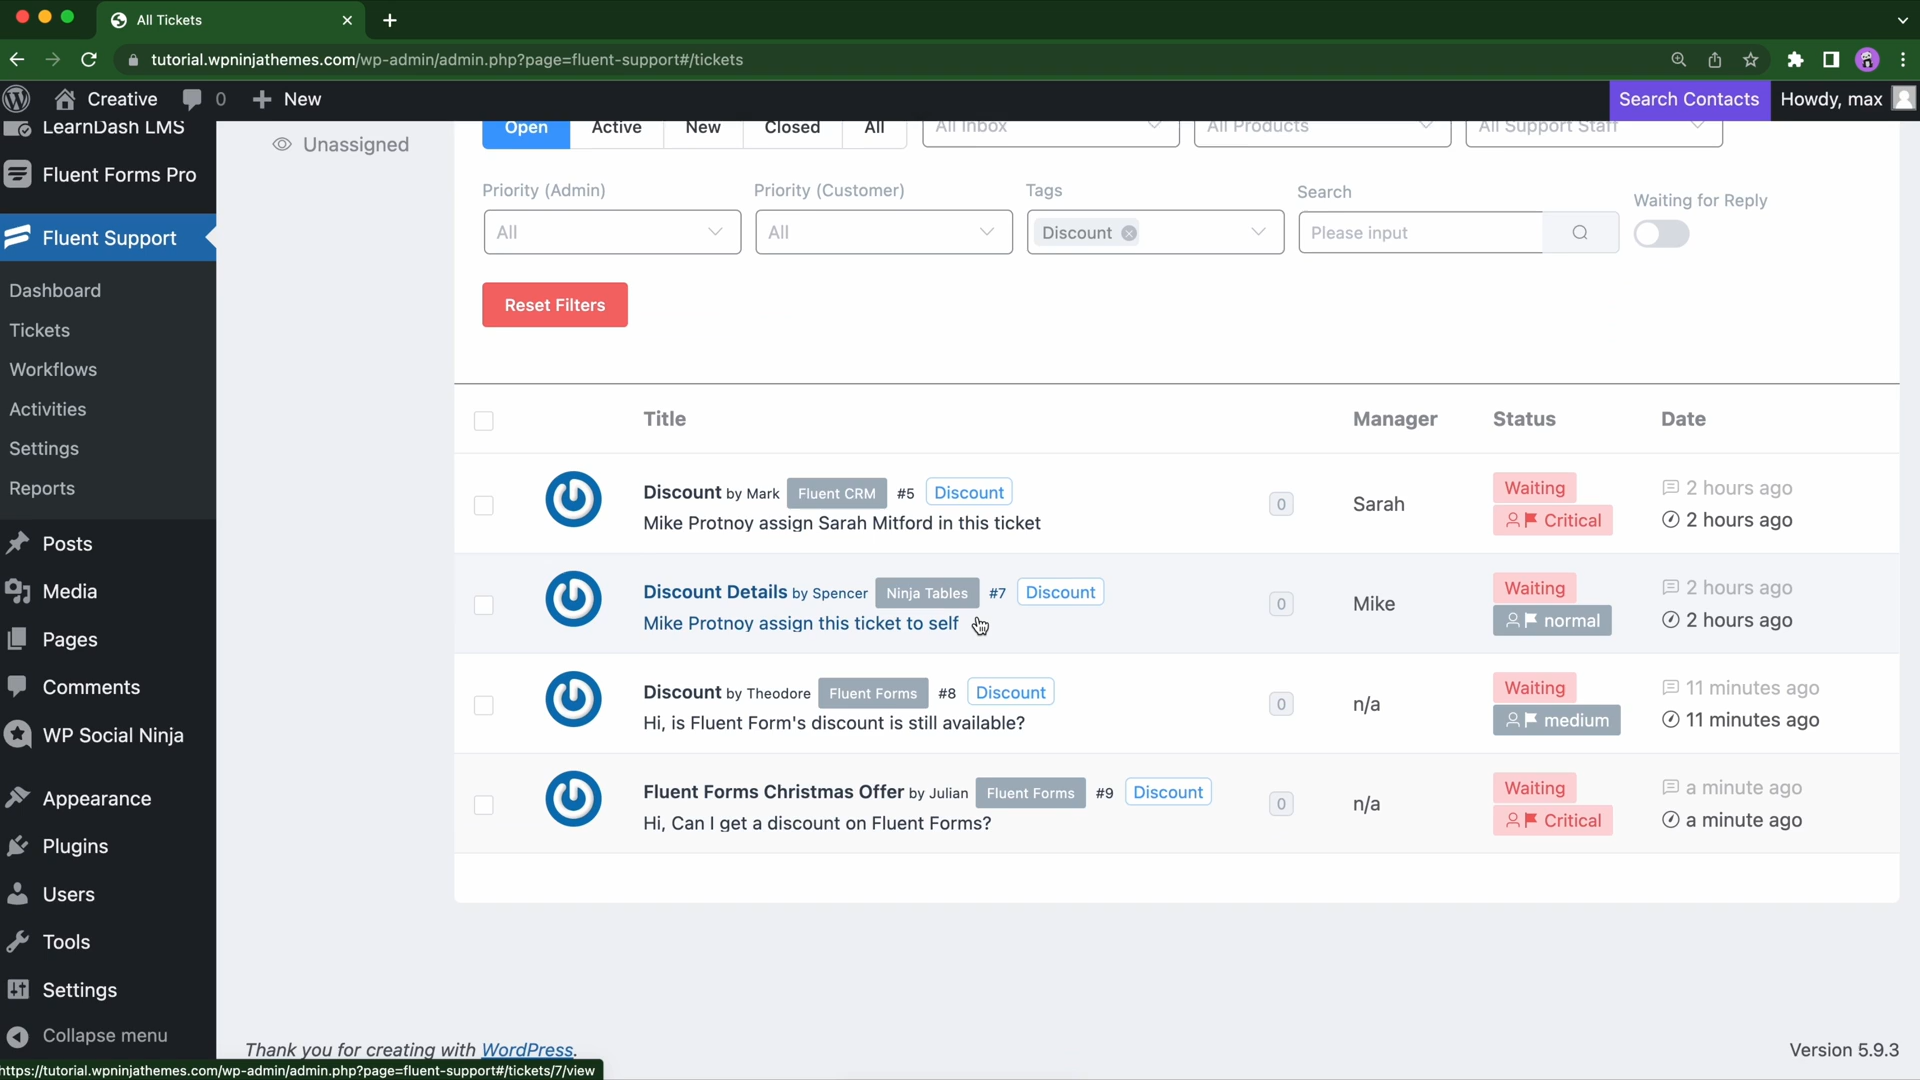 All Tickets
tutorial.wpninjathemes.com/wp-admin/admin.php?page=fluent-support#/tickets
Creative 0 New Search Contacts Howdy, max
LearnDash LMS
Fluent Forms Pro
Fluent Support
Dashboard
Tickets
Workflows
Activities
Settings
Reports
Posts
Media
Pages
Comments
WP Social Ninja
Appearance
Plugins
Users
Tools
Settings
Collapse menu
Unassigned
Open Active New Closed All All Inbox All Products All Support Staff
Priority (Admin) Priority (Customer) Tags Search Waiting for Reply
All All Discount Please input
Reset Filters
Title Manager Status Date
Discount by Mark Fluent CRM #5 Discount
Mike Protnoy assign Sarah Mitford in this ticket
0 Sarah
Waiting 2 hours ago
Critical 2 hours ago
Discount Details by Spencer Ninja Tables #7 Discount
Mike Protnoy assign this ticket to self
0 Mike
Waiting 2 hours ago
normal 2 hours ago
Discount by Theodore Fluent Forms #8 Discount
Hi, is Fluent Form's discount is still available?
0 n/a
Waiting 11 minutes ago
medium 11 minutes ago
Fluent Forms Christmas Offer by Julian Fluent Forms #9 Discount
Hi, Can I get a discount on Fluent Forms?
0 n/a
Waiting a minute ago
Critical a minute ago
Thank you for creating with WordPress. Version 5.9.3
https://tutorial.wpninjathemes.com/wp-admin/admin.php?page=fluent-support#/tickets/7/view